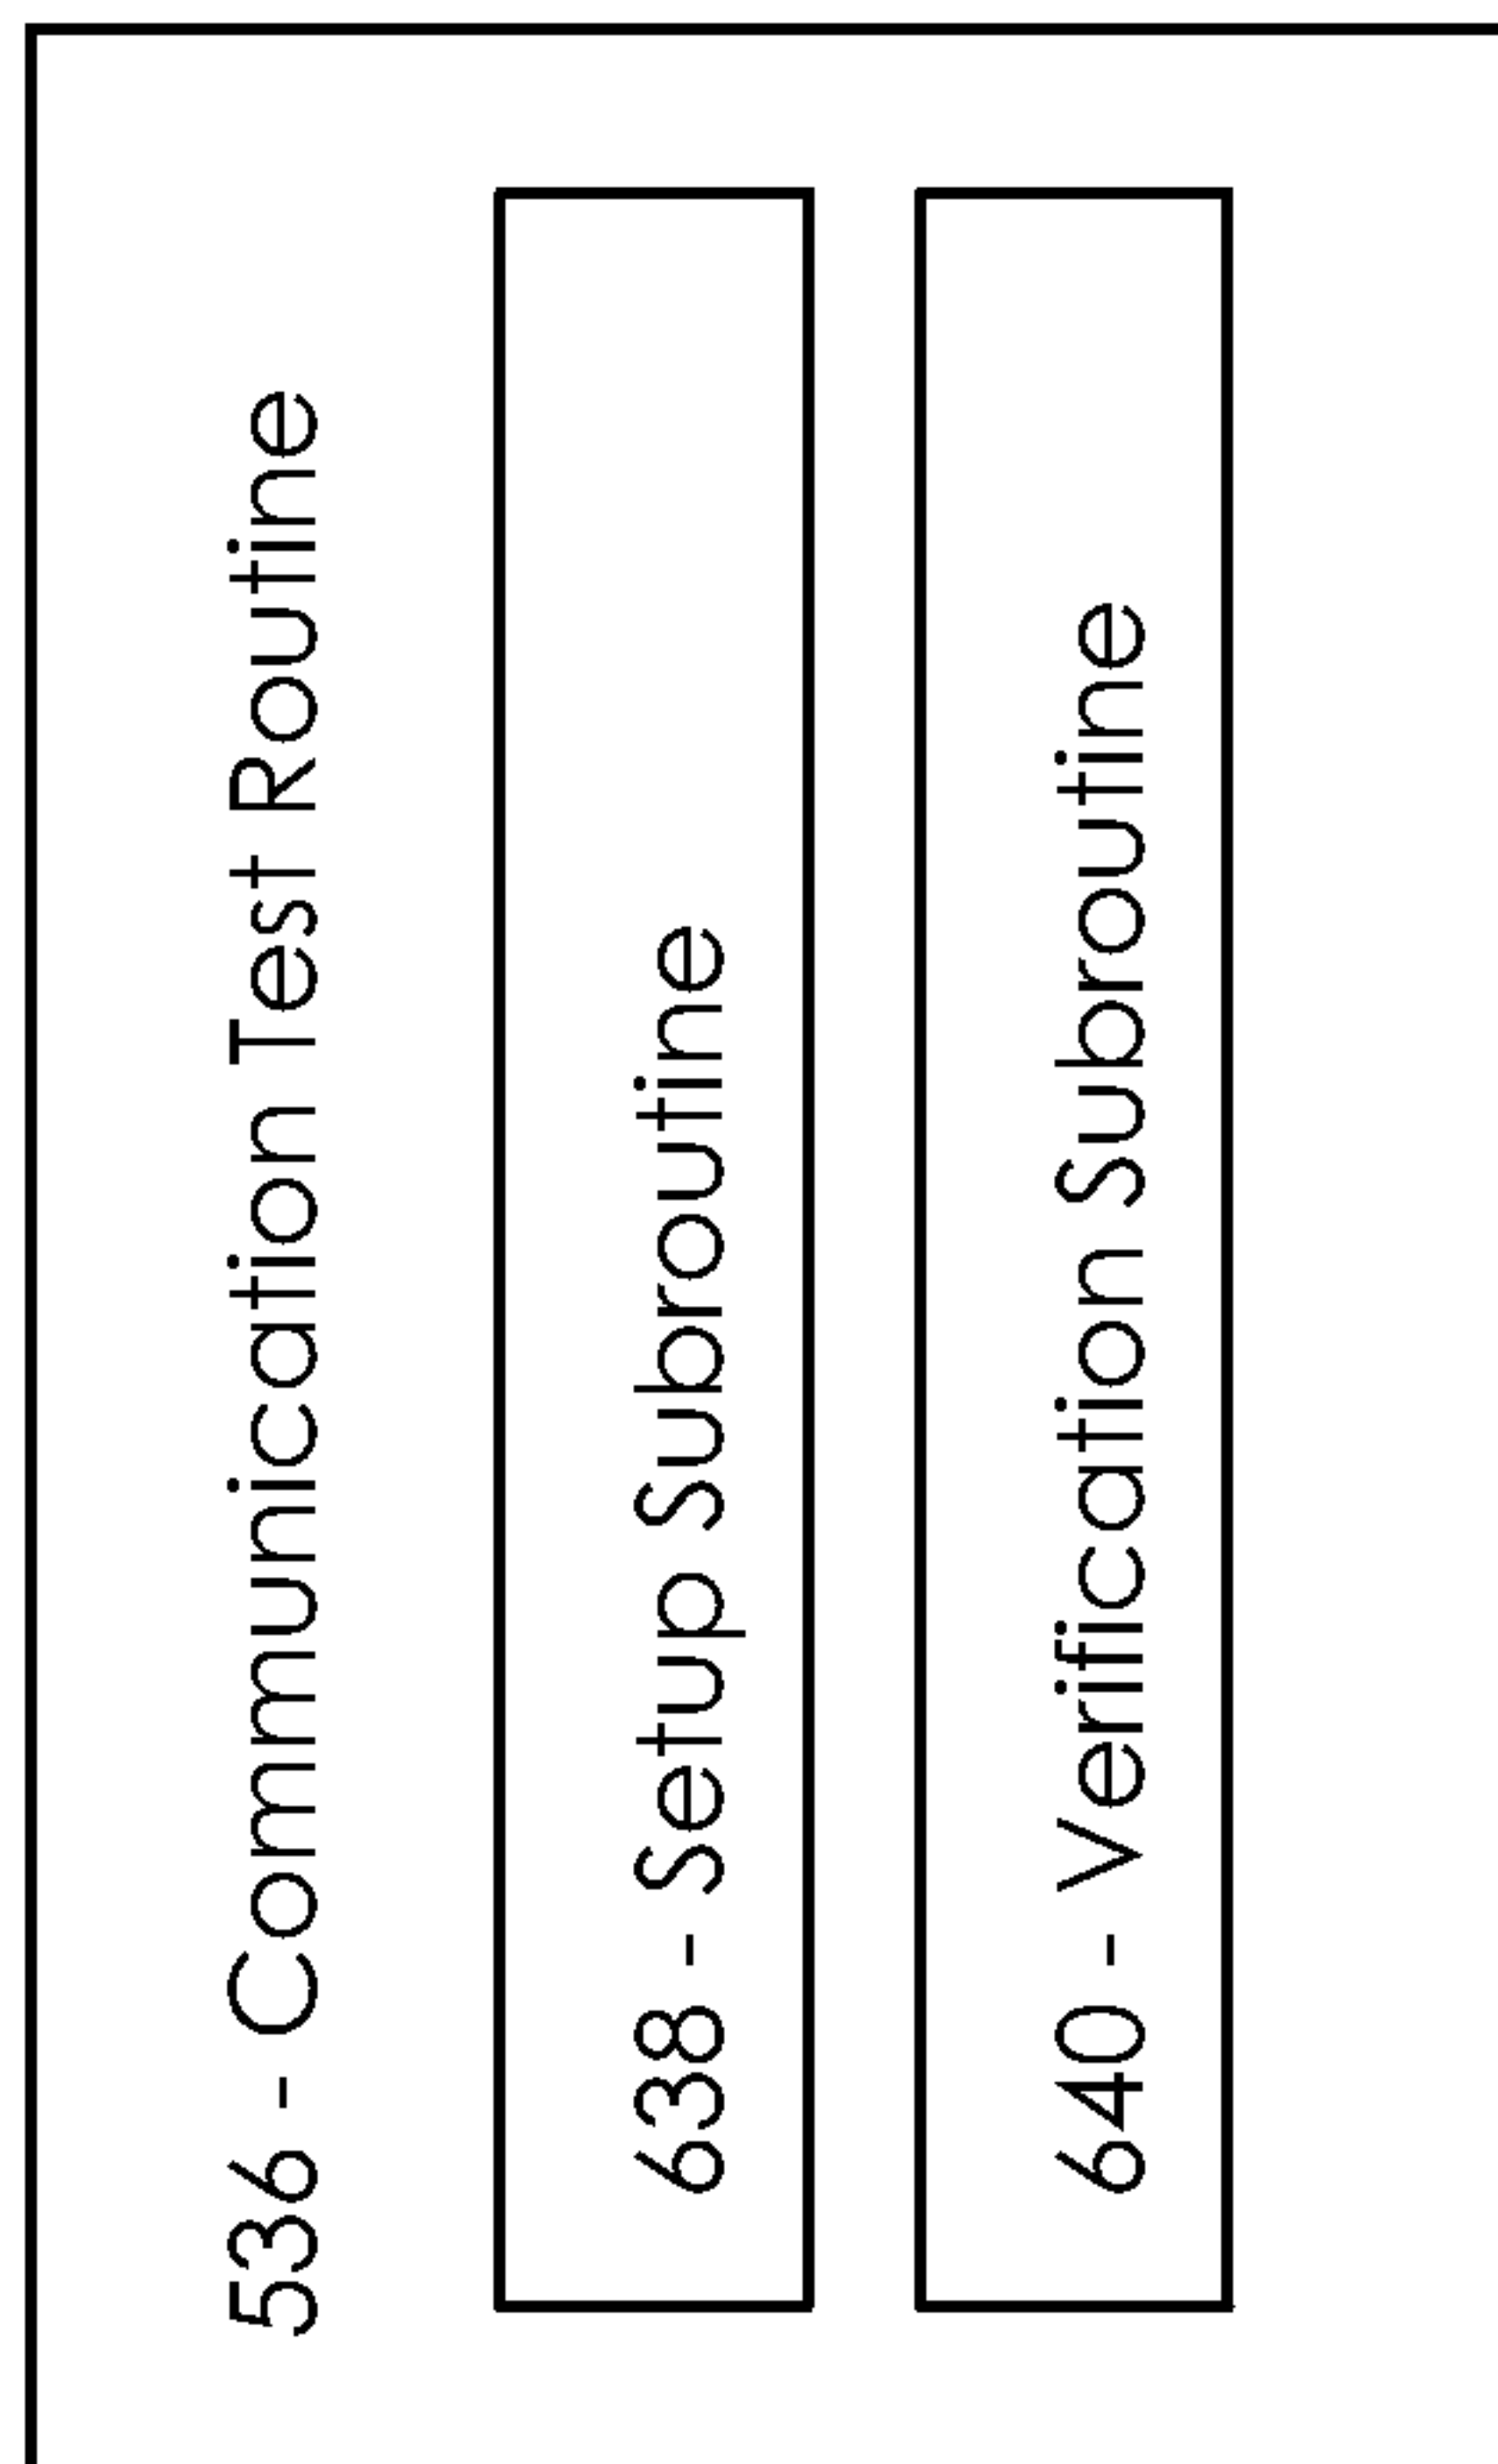 536 - Communication Test Routine
638 - Setup Subroutine
640 - Verification Subroutine